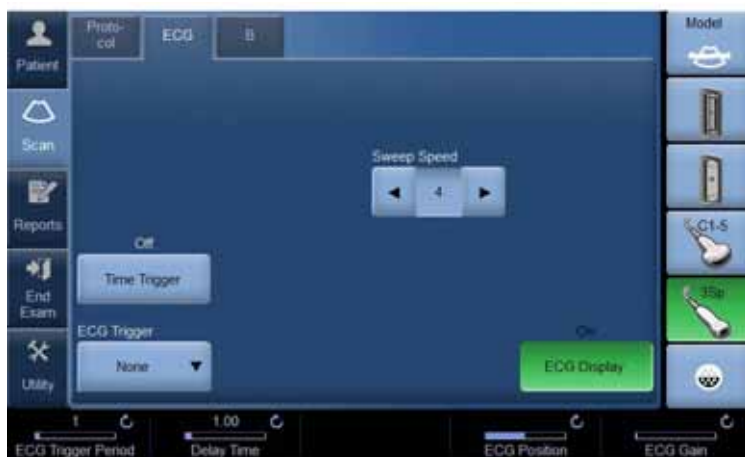 Patient
Scan
Reports
End
Exam
Utility
Proto-
col
ECG
B
Sweep Speed
4
Off
Time Trigger
ECG Trigger
None
On
ECG Display
Model
C1-5
3Sp
1
ECG Trigger Period
1.00
Delay Time
ECG Position
ECG Gain